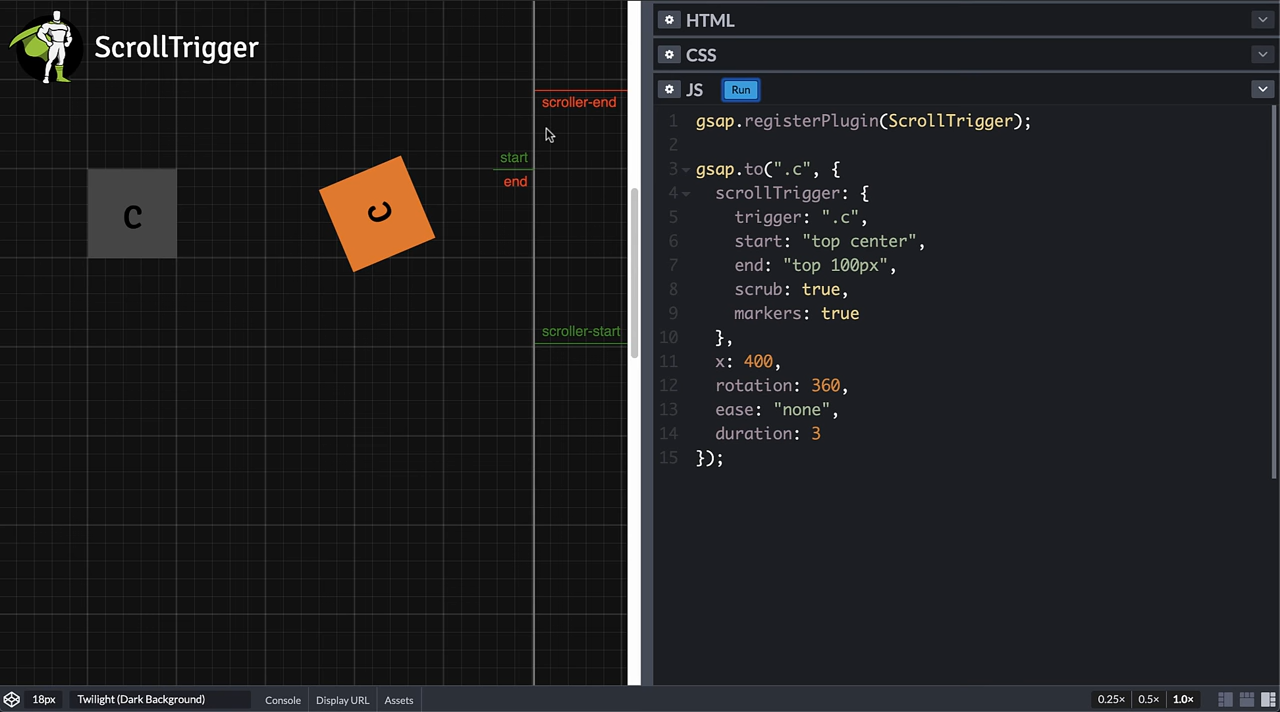 ScrollTrigger
scroller-end
start
end
C
C
scroller-start
HTML
CSS
JS Run
1 gsap.registerPlugin(ScrollTrigger);
2
3 gsap.to(".c", {
4 scrollTrigger: {
5 trigger: ".c",
6 start: "top center",
7 end: "top 100px",
8 scrub: true,
9 markers: true
10 },
11 x: 400,
12 rotation: 360,
13 ease: "none",
14 duration: 3
15 });
18px Twilight (Dark Background) Console Display URL Assets 0.25× 0.5× 1.0×